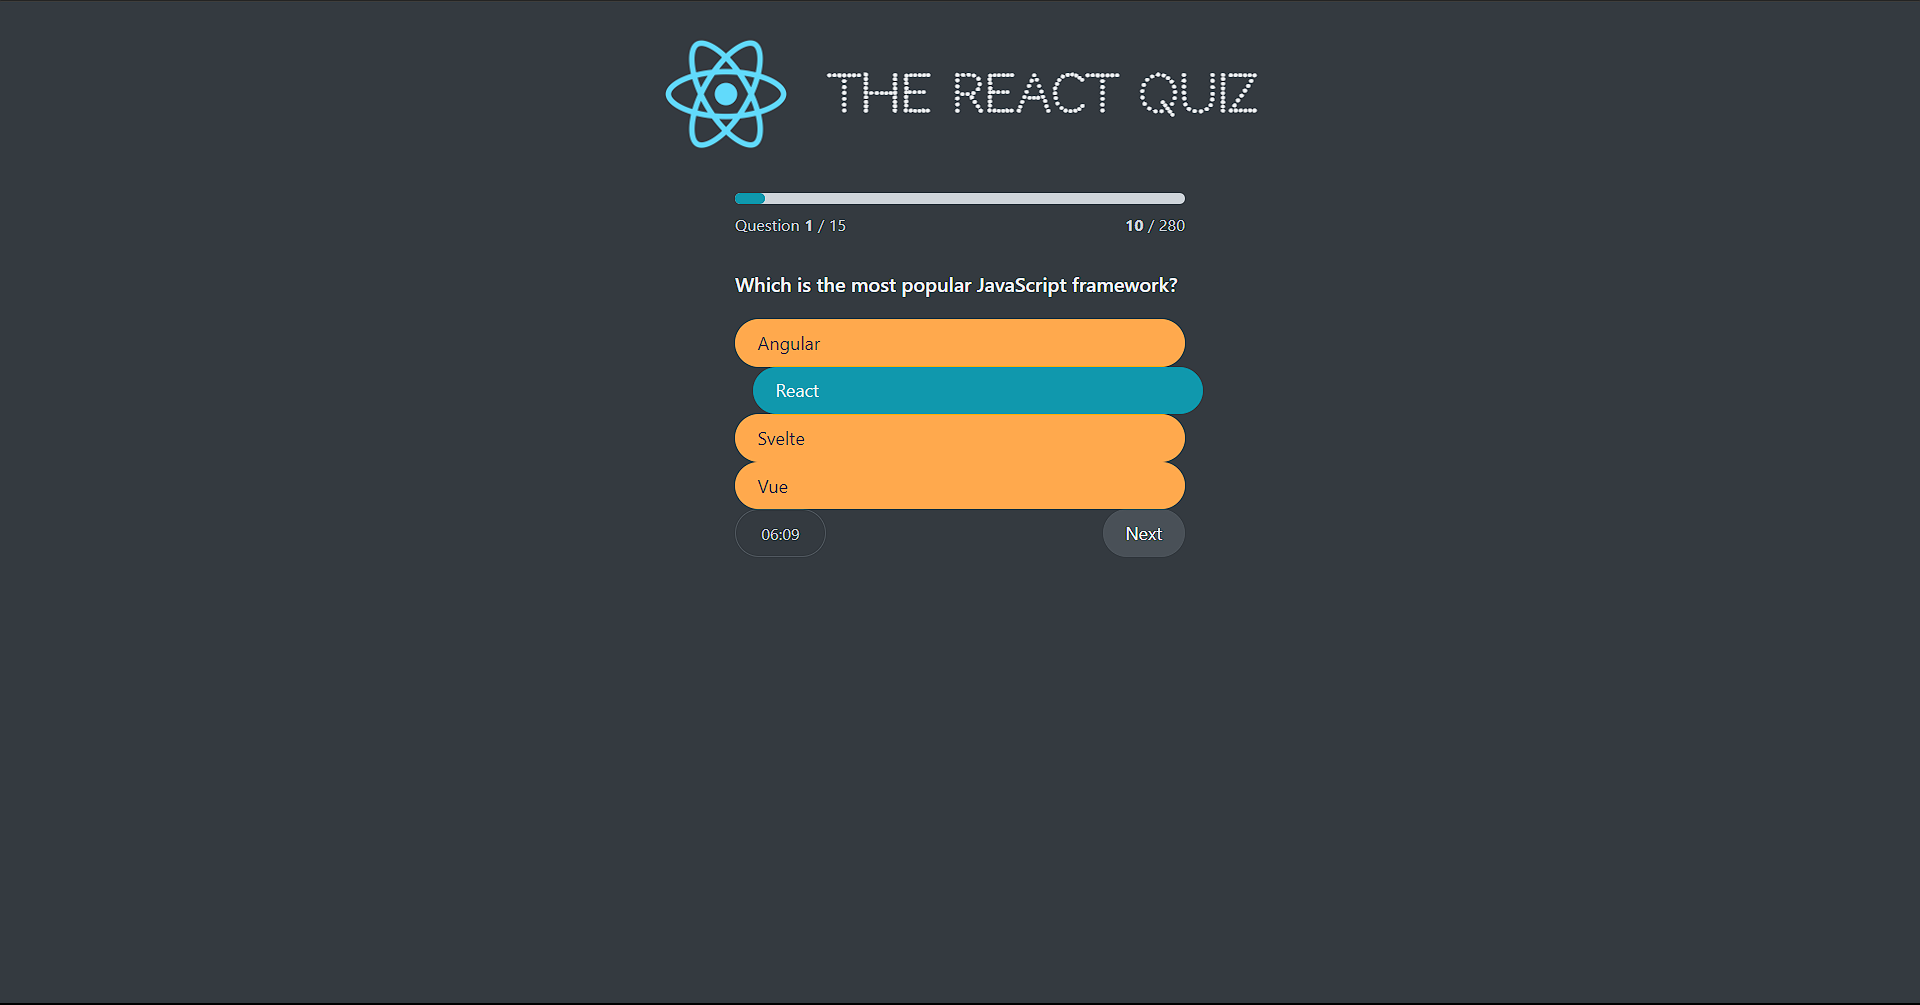 THE REACT QUIZ
Question 1 / 15
10 / 280
Which is the most popular JavaScript framework?
Angular
React
Svelte
Vue
06:09
Next